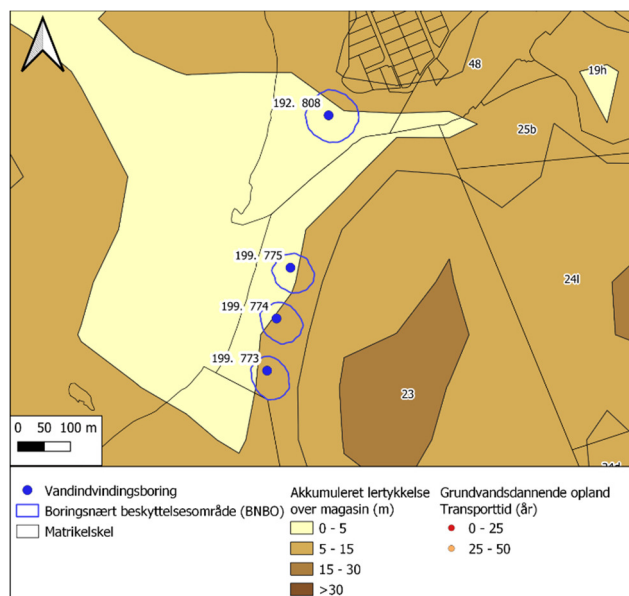 48
19h
192. 808
25b
199. 775
24l
199. 774
199. 773
23
0 50 100 m
24d
Vandindvindingsboring
Boringsnært beskyttelsesområde (BNBO)
Matrikelskel
Akkumuleret lertykkelse
over magasin (m)
0 - 5
5 - 15
15 - 30
>30
Grundvandsdannende opland
Transporttid (år)
0 - 25
25 - 50